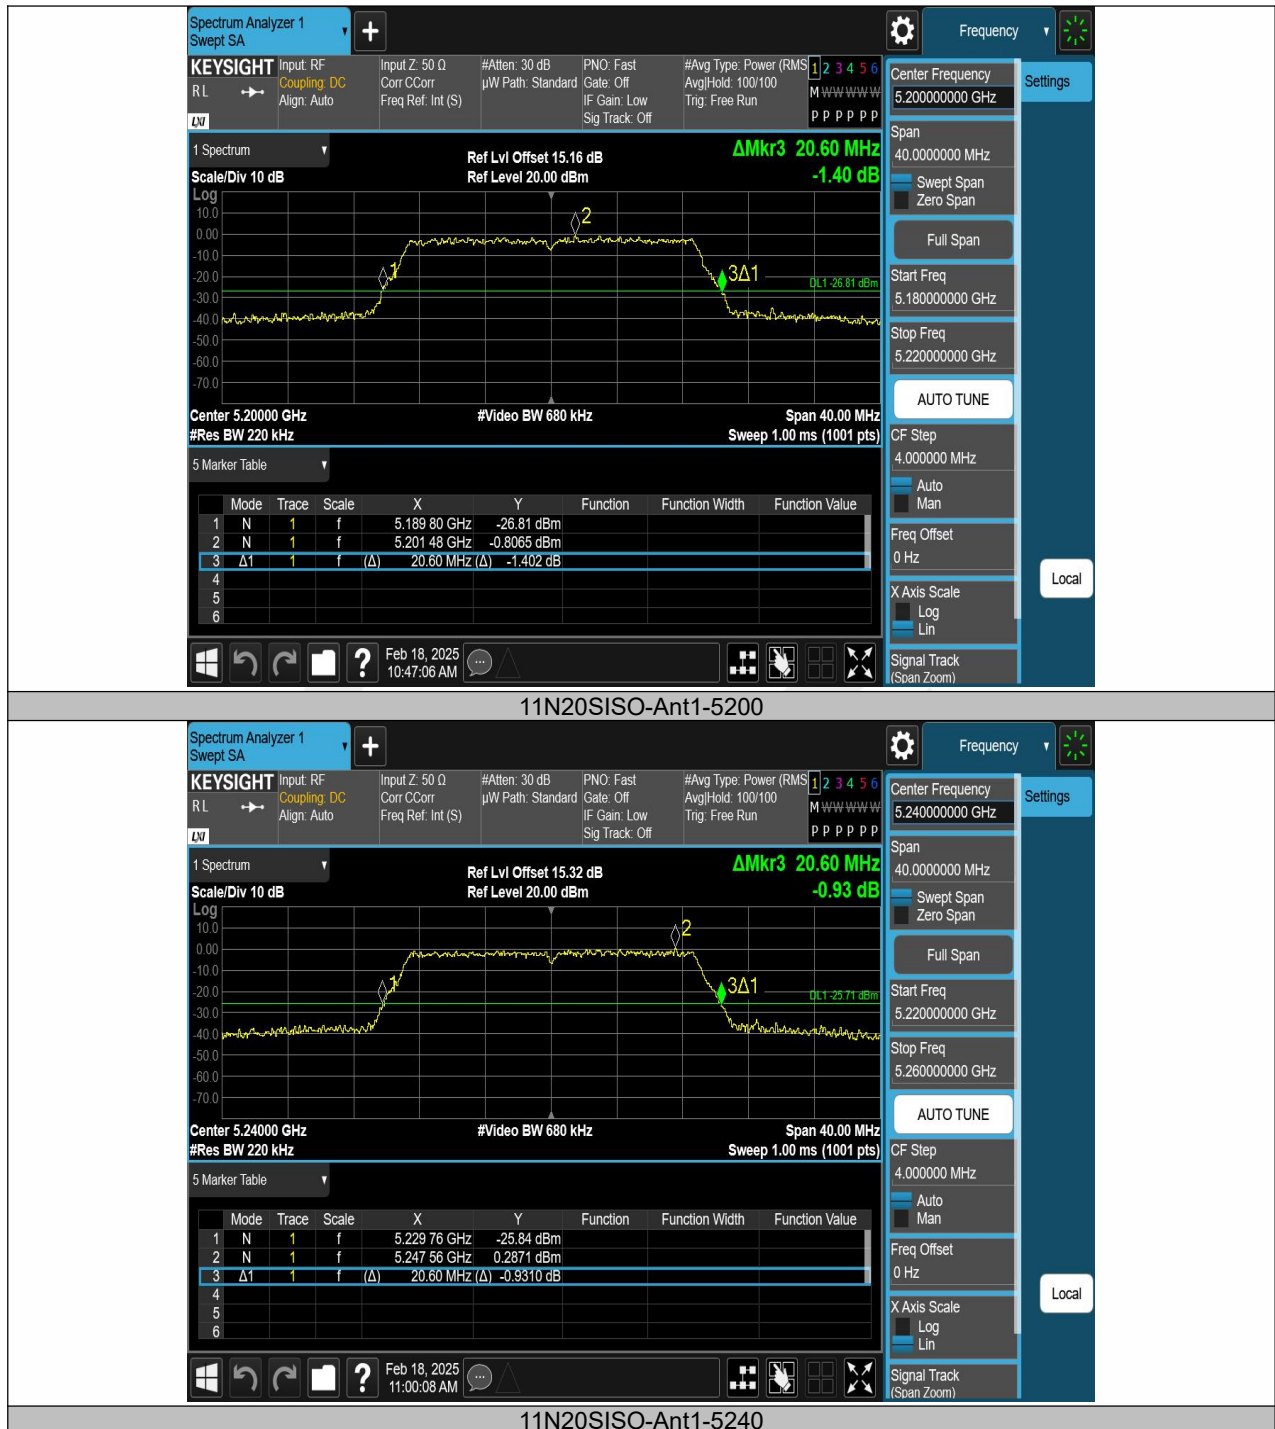 Spectrum Analyzer 1
Swept SA
Frequency
KEYSIGHT
R L
LXI
Input: RF
Coupling: DC
Align: Auto
Input Z: 50 Ω
Corr CCorr
Freq Ref: Int (S)
#Atten: 30 dB
µW Path: Standard
PNO: Fast
Gate: Off
IF Gain: Low
Sig Track: Off
#Avg Type: Power (RMS
Avg|Hold: 100/100
Trig: Free Run
1 2 3 4 5 6
M W W W W W
P P P P P P
Center Frequency
5.200000000 GHz
Settings
Span
40.0000000 MHz
Swept Span
Zero Span
Full Span
Start Freq
5.180000000 GHz
Stop Freq
5.220000000 GHz
AUTO TUNE
CF Step
4.000000 MHz
Auto
Man
Freq Offset
0 Hz
X Axis Scale
Log
Lin
Signal Track
(Span Zoom)
Local
1 Spectrum
Scale/Div 10 dB
Ref Lvl Offset 15.16 dB
Ref Level 20.00 dBm
ΔMkr3 20.60 MHz
-1.40 dB
Log
10.0
0.00
-10.0
-20.0
-30.0
-40.0
-50.0
-60.0
-70.0
1
2
3Δ1
DL1 -26.81 dBm
Center 5.20000 GHz
#Video BW 680 kHz
Span 40.00 MHz
#Res BW 220 kHz
Sweep 1.00 ms (1001 pts)
5 Marker Table
Mode Trace Scale X Y Function Function Width Function Value
1 N 1 f 5.189 80 GHz -26.81 dBm
2 N 1 f 5.201 48 GHz -0.8065 dBm
3 Δ1 1 f (Δ) 20.60 MHz (Δ) -1.402 dB
4
5
6
?
Feb 18, 2025
10:47:06 AM
11N20SISO-Ant1-5200
Spectrum Analyzer 1
Swept SA
Frequency
KEYSIGHT
R L
LXI
Input: RF
Coupling: DC
Align: Auto
Input Z: 50 Ω
Corr CCorr
Freq Ref: Int (S)
#Atten: 30 dB
µW Path: Standard
PNO: Fast
Gate: Off
IF Gain: Low
Sig Track: Off
#Avg Type: Power (RMS
Avg|Hold: 100/100
Trig: Free Run
1 2 3 4 5 6
M W W W W W
P P P P P P
Center Frequency
5.240000000 GHz
Settings
Span
40.0000000 MHz
Swept Span
Zero Span
Full Span
Start Freq
5.220000000 GHz
Stop Freq
5.260000000 GHz
AUTO TUNE
CF Step
4.000000 MHz
Auto
Man
Freq Offset
0 Hz
X Axis Scale
Log
Lin
Signal Track
(Span Zoom)
Local
1 Spectrum
Scale/Div 10 dB
Ref Lvl Offset 15.32 dB
Ref Level 20.00 dBm
ΔMkr3 20.60 MHz
-0.93 dB
Log
10.0
0.00
-10.0
-20.0
-30.0
-40.0
-50.0
-60.0
-70.0
1
2
3Δ1
DL1 -25.71 dBm
Center 5.24000 GHz
#Video BW 680 kHz
Span 40.00 MHz
#Res BW 220 kHz
Sweep 1.00 ms (1001 pts)
5 Marker Table
Mode Trace Scale X Y Function Function Width Function Value
1 N 1 f 5.229 76 GHz -25.84 dBm
2 N 1 f 5.247 56 GHz 0.2871 dBm
3 Δ1 1 f (Δ) 20.60 MHz (Δ) -0.9310 dB
4
5
6
?
Feb 18, 2025
11:00:08 AM
11N20SISO-Ant1-5240